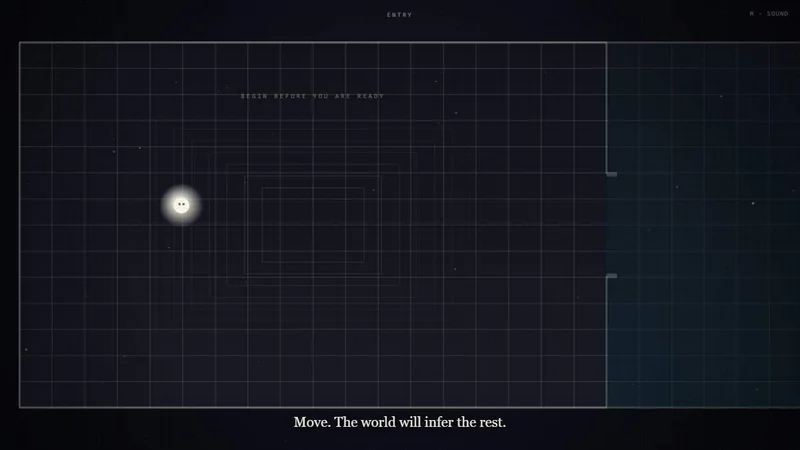 ENTRY
M - SOUND
BEGIN BEFORE YOU ARE READY
Move. The world will infer the rest.